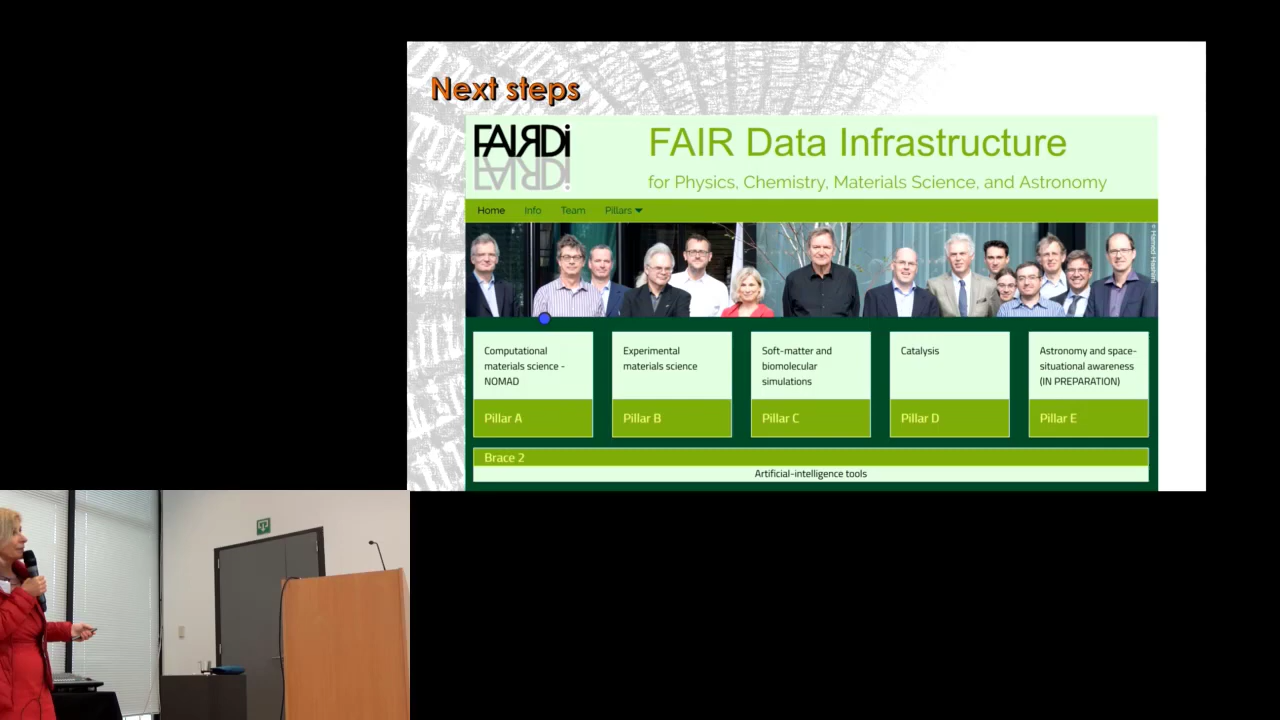 Next steps
FAIRDi
FAIR Data Infrastructure
for Physics, Chemistry, Materials Science, and Astronomy
Home Info Team Pillars
Computational
materials science -
NOMAD
Pillar A
Experimental
materials science
Pillar B
Soft-matter and
biomolecular
simulations
Pillar C
Catalysis
Pillar D
Astronomy and space-
situational awareness
(IN PREPARATION)
Pillar E
Brace 2
Artificial-intelligence tools